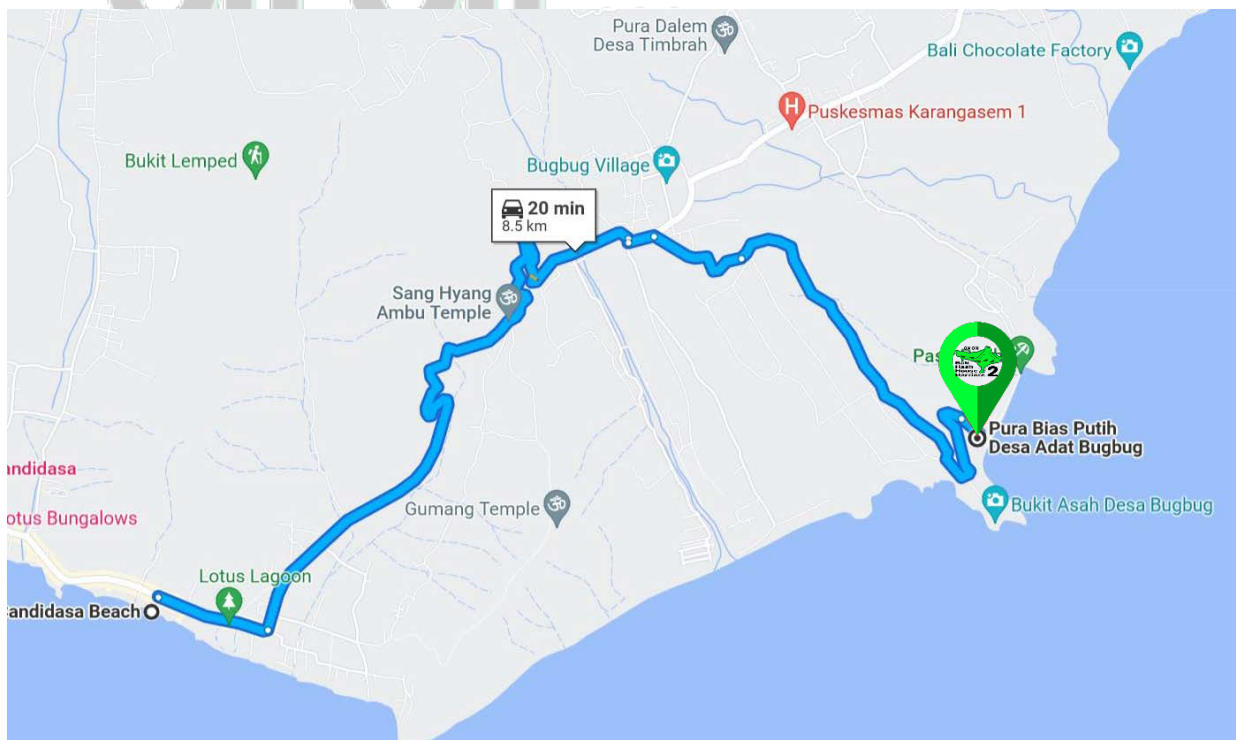 Pura Dalem
Desa Timbrah
Bali Chocolate Factory
H
Puskesmas Karangasem 1
Bukit Lemped
Bugbug Village
20 min
8.5 km
Sang Hyang
Ambu Temple
2
Pura Bias Putih
Desa Adat Bugbug
andidasa
Gumang Temple
Bukit Asah Desa Bugbug
otus Bungalows
Lotus Lagoon
andidasa Beach